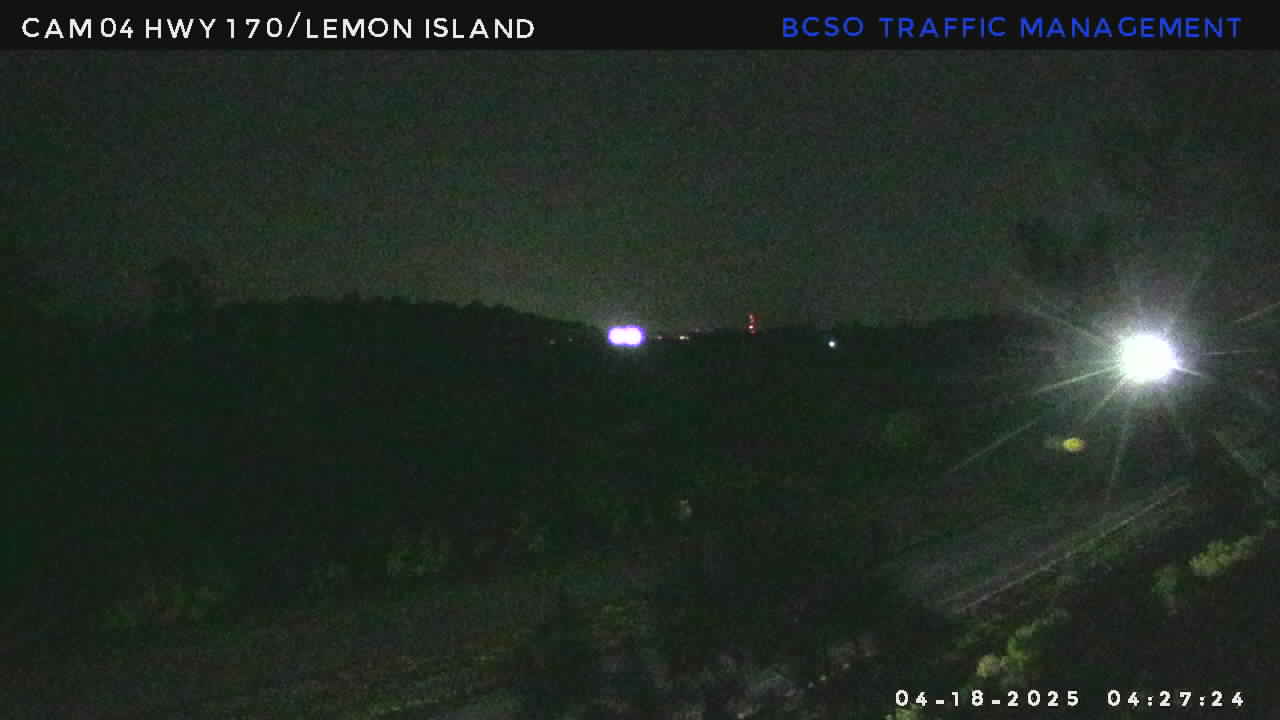 CAM04 HWY 170/LEMON ISLAND
BCSO TRAFFIC MANAGEMENT
04-18-2025 04:27:24